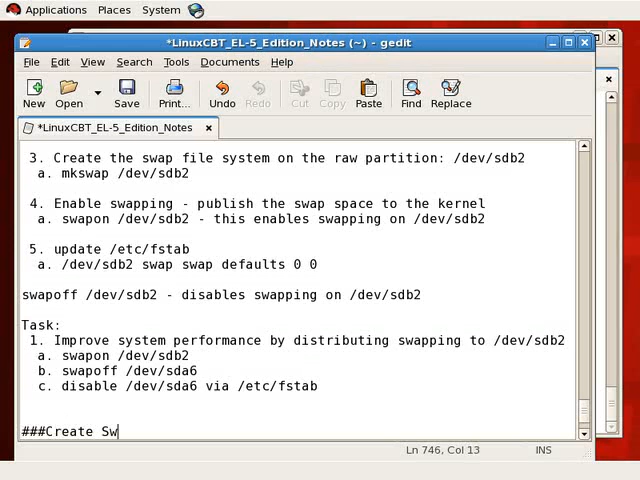 Applications Places System
*LinuxCBT_EL-5_Edition_Notes (~) - gedit
File Edit View Search Tools Documents Help
New Open Save Print... Undo Redo Cut Copy Paste Find Replace
*LinuxCBT_EL-5_Edition_Notes
3. Create the swap file system on the raw partition: /dev/sdb2
a. mkswap /dev/sdb2
4. Enable swapping - publish the swap space to the kernel
a. swapon /dev/sdb2 - this enables swapping on /dev/sdb2
5. update /etc/fstab
a. /dev/sdb2 swap swap defaults 0 0
swapoff /dev/sdb2 - disables swapping on /dev/sdb2
Task:
1. Improve system performance by distributing swapping to /dev/sdb2
a. swapon /dev/sdb2
b. swapoff /dev/sda6
c. disable /dev/sda6 via /etc/fstab
###Create Sw
Ln 746, Col 13 INS